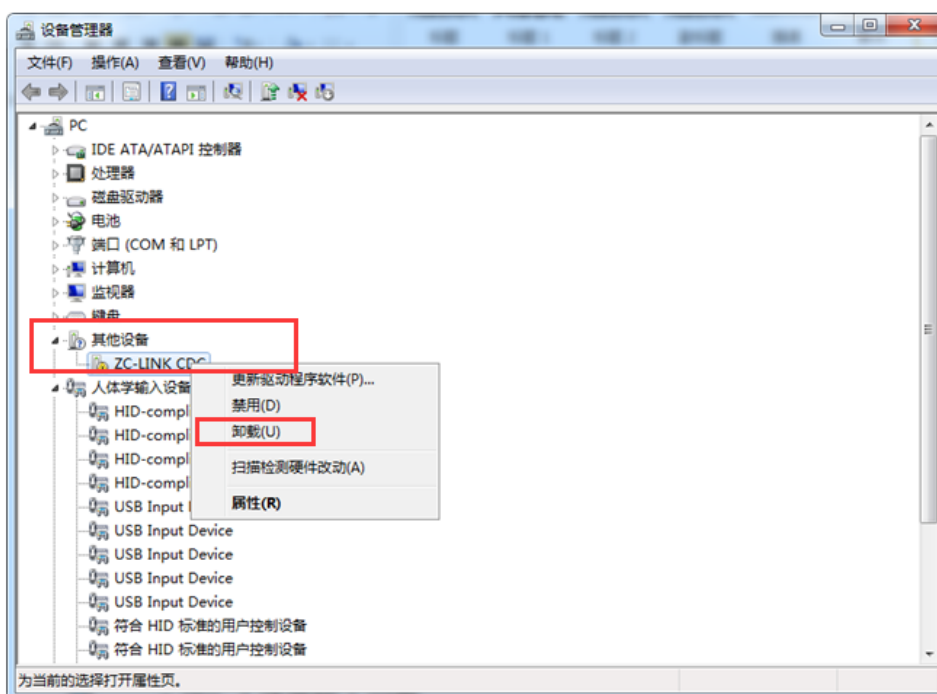 设备管理器
文件(F) 操作(A) 查看(V) 帮助(H)
PC
IDE ATA/ATAPI 控制器
处理器
磁盘驱动器
电池
端口 (COM 和 LPT)
计算机
监视器
键盘
其他设备
ZC-LINK CDC
更新驱动程序软件(P)...
禁用(D)
卸载(U)
扫描检测硬件改动(A)
属性(R)
人体学输入设备
HID-compl
HID-compl
HID-compl
HID-compl
USB Input
USB Input Device
USB Input Device
USB Input Device
USB Input Device
符合 HID 标准的用户控制设备
符合 HID 标准的用户控制设备
为当前的选择打开属性页。